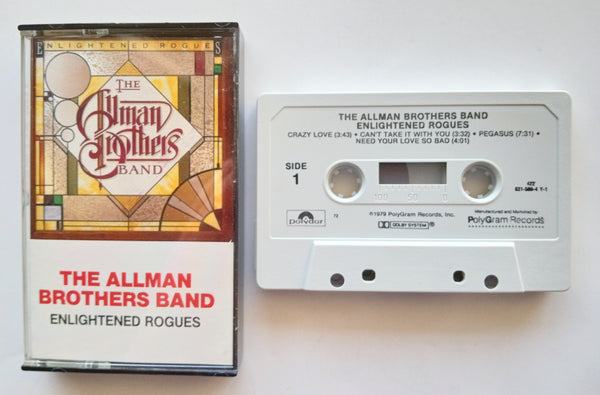 ENLIGHTENED ROGUES
THE
Allman
Brothers
BAND
THE ALLMAN
BROTHERS BAND
ENLIGHTENED ROGUES
THE ALLMAN BROTHERS BAND
ENLIGHTENED ROGUES
CRAZY LOVE (3:43) • CAN'T TAKE IT WITH YOU (3:32) • PEGASUS (7:31) •
NEED YOUR LOVE SO BAD (4:01)
SIDE
1
100 50 0
422
polydor
72
℗1979 PolyGram Records, Inc.
DOLBY SYSTEM®
Manufactured and Marketed by
PolyGram Records